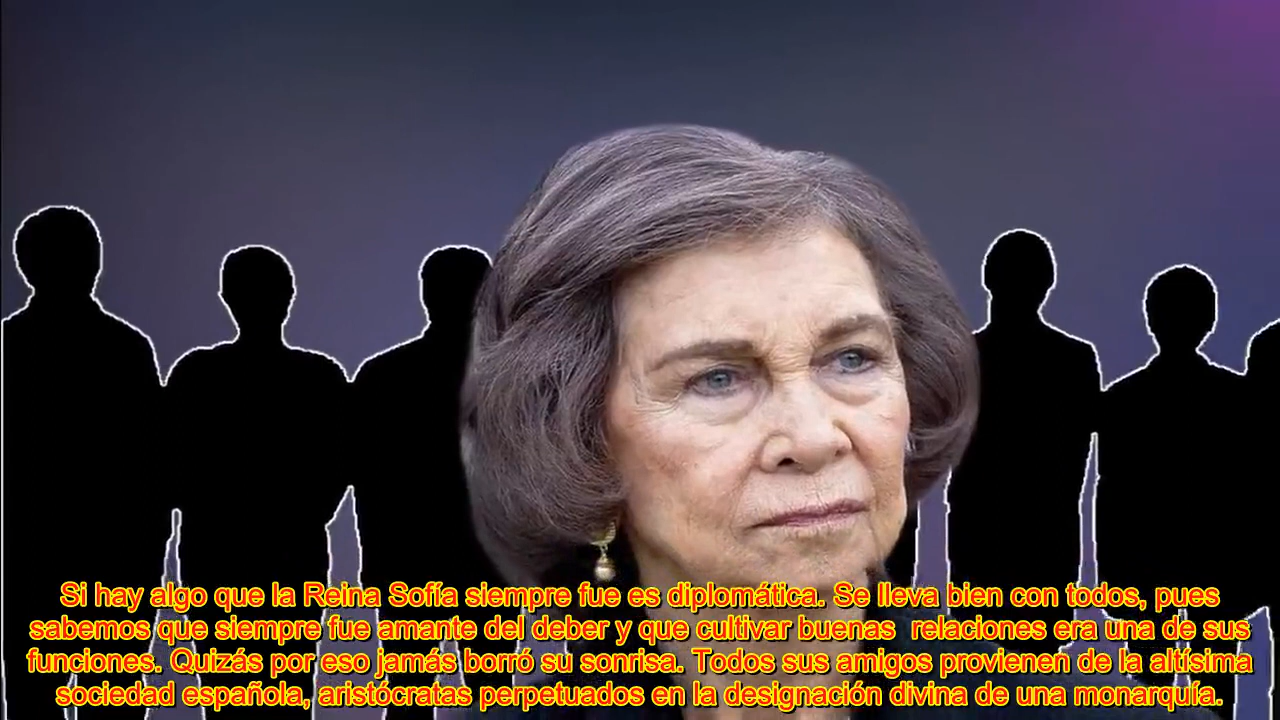 Si hay algo que la Reina Sofía siempre fue es diplomática. Se lleva bien con todos, pues
sabemos que siempre fue amante del deber y que cultivar buenas  relaciones era una de sus
funciones. Quizás por eso jamás borró su sonrisa. Todos sus amigos provienen de la altísima
sociedad española, aristócratas perpetuados en la designación divina de una monarquía.